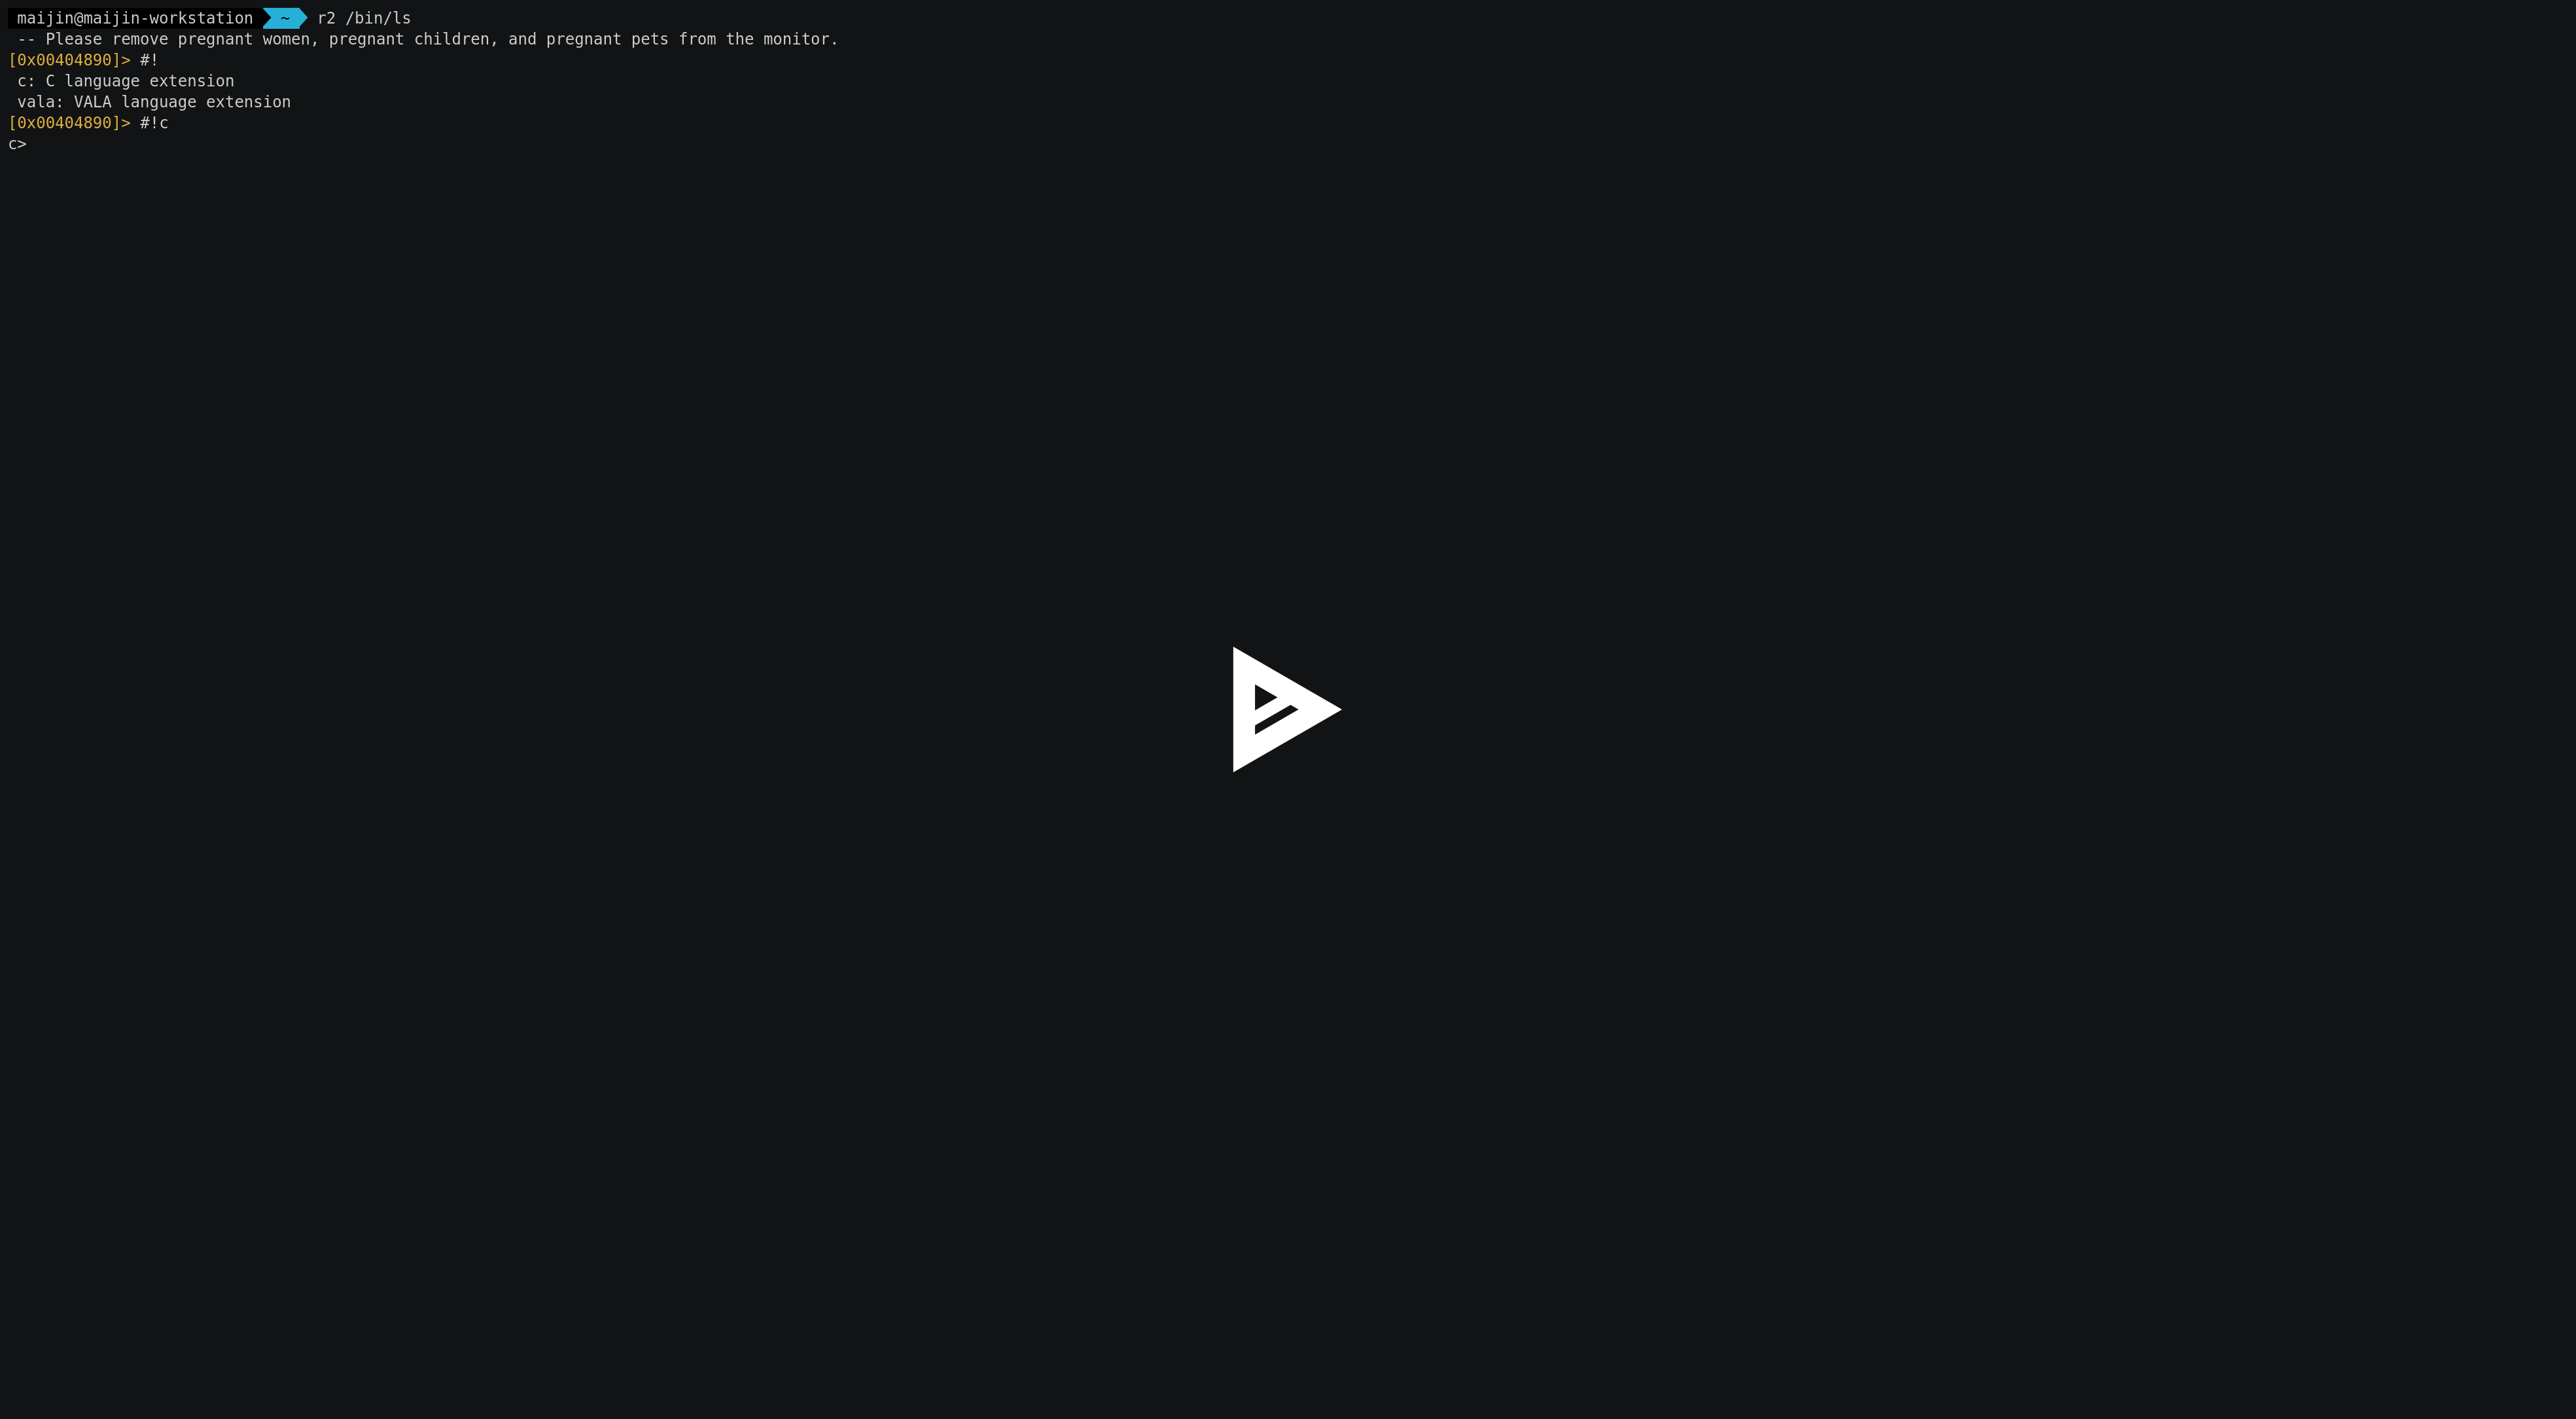 maijin@maijin-workstation ~ r2 /bin/ls
-- Please remove pregnant women, pregnant children, and pregnant pets from the monitor.
[0x00404890]> #!
c: C language extension
vala: VALA language extension
[0x00404890]> #!c
c>